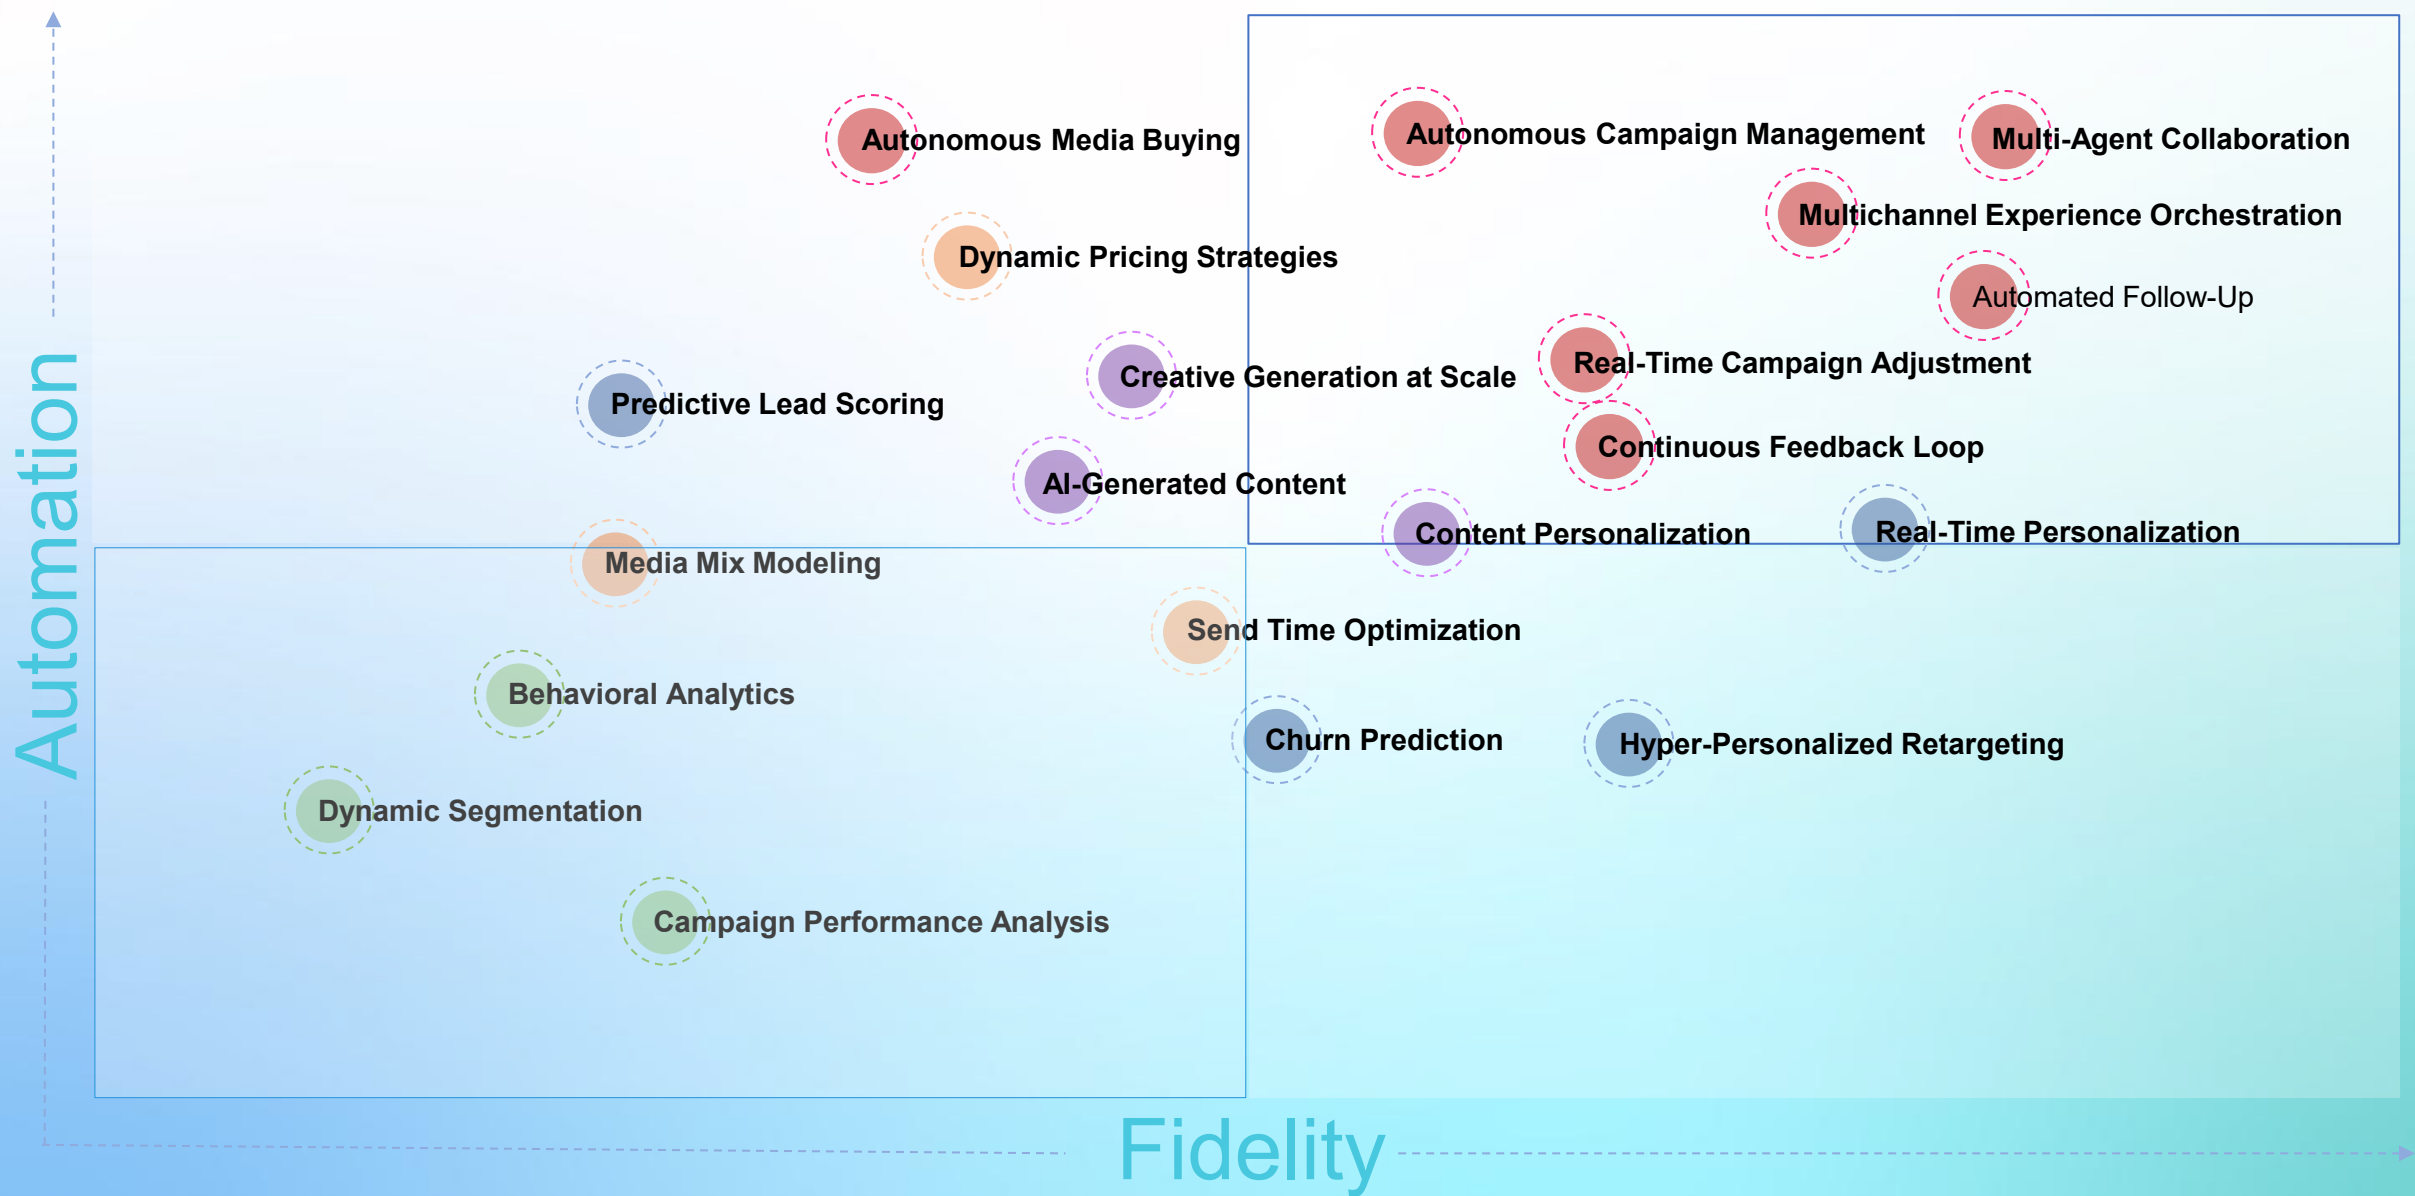 Autonomous Media Buying
Autonomous Campaign Management
Multi-Agent Collaboration
Multichannel Experience Orchestration
Dynamic Pricing Strategies
Automated Follow-Up
Real-Time Campaign Adjustment
Creative Generation at Scale
Predictive Lead Scoring
Continuous Feedback Loop
AI-Generated Content
Content Personalization
Real-Time Personalization
Media Mix Modeling
Send Time Optimization
Behavioral Analytics
Churn Prediction
Hyper-Personalized Retargeting
Dynamic Segmentation
Campaign Performance Analysis
Automation
Fidelity